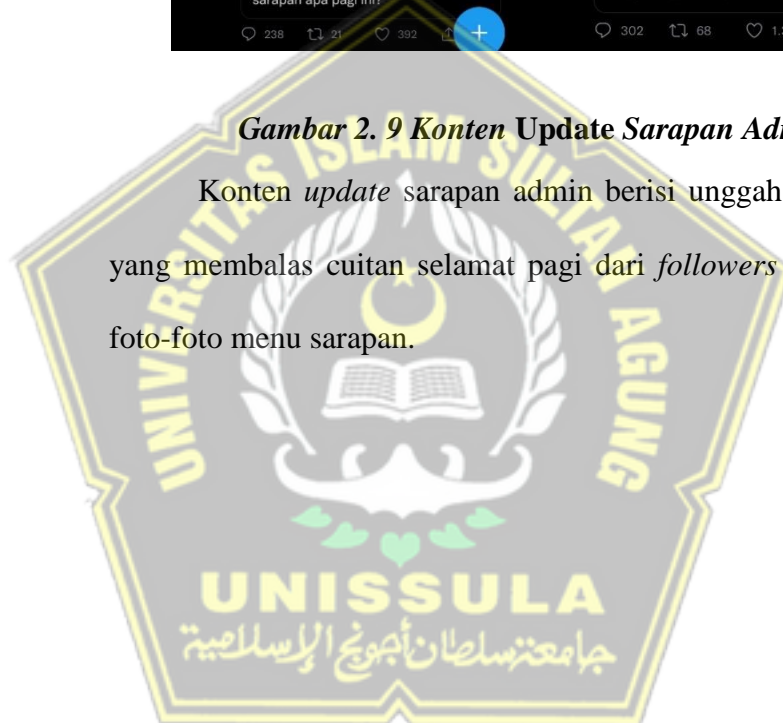 sarapan apa pagi ini?
238 21 392 302 68
Gambar 2. 9 Konten Update Sarapan
Konten update sarapan admin berisi
yang membalas cuitan selamat pagi dari followers
foto-foto menu sarapan.
UNIVERSITAS ISLAM SULTAN AGUNG
UNISSULA
جامعة سلطان أجونج الإسلامية